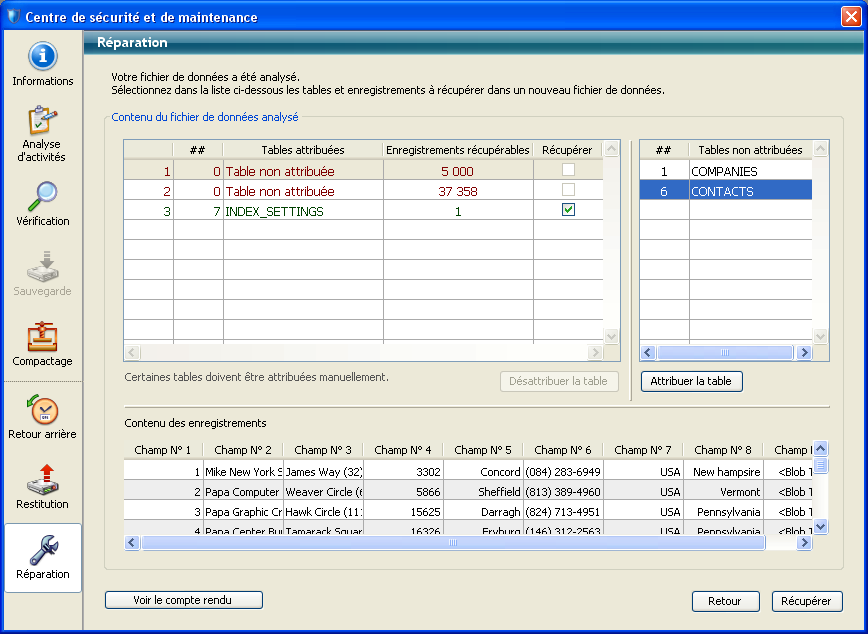 Centre de sécurité et de maintenance
Informations
Analyse
d'activités
Vérification
Sauvegarde
Compactage
Retour arrière
Restitution
Réparation
Réparation
Votre fichier de données a été analysé.
Sélectionnez dans la liste ci-dessous les tables et enregistrements à récupérer dans un nouveau fichier de données.
Contenu du fichier de données analysé
## Tables attribuées Enregistrements récupérables Récupérer
1 0 Table non attribuée 5 000
2 0 Table non attribuée 37 358
3 7 INDEX_SETTINGS 1
## Tables non attribuées
1 COMPANIES
6 CONTACTS
Certaines tables doivent être attribuées manuellement.
Désattribuer la table
Attribuer la table
Contenu des enregistrements
Champ N° 1 Champ N° 2 Champ N° 3 Champ N° 4 Champ N° 5 Champ N° 6 Champ N° 7 Champ N° 8 Champ
1 Mike New York S James Way (32) 3302 Concord (084) 283-6949 USA New hampsire <Blob T
2 Papa Computer Weaver Circle (6 5866 Sheffield (813) 389-4960 USA Vermont <Blob T
3 Papa Graphic Cr Hawk Circle (11: 15625 Darragh (824) 713-4951 USA Pennsylvania <Blob T
4 Papa Center Bu Tamarack Squar 16326 Fryburg (146) 312-2563 USA Pennsylvania <Blob T
Voir le compte rendu
Retour
Récupérer